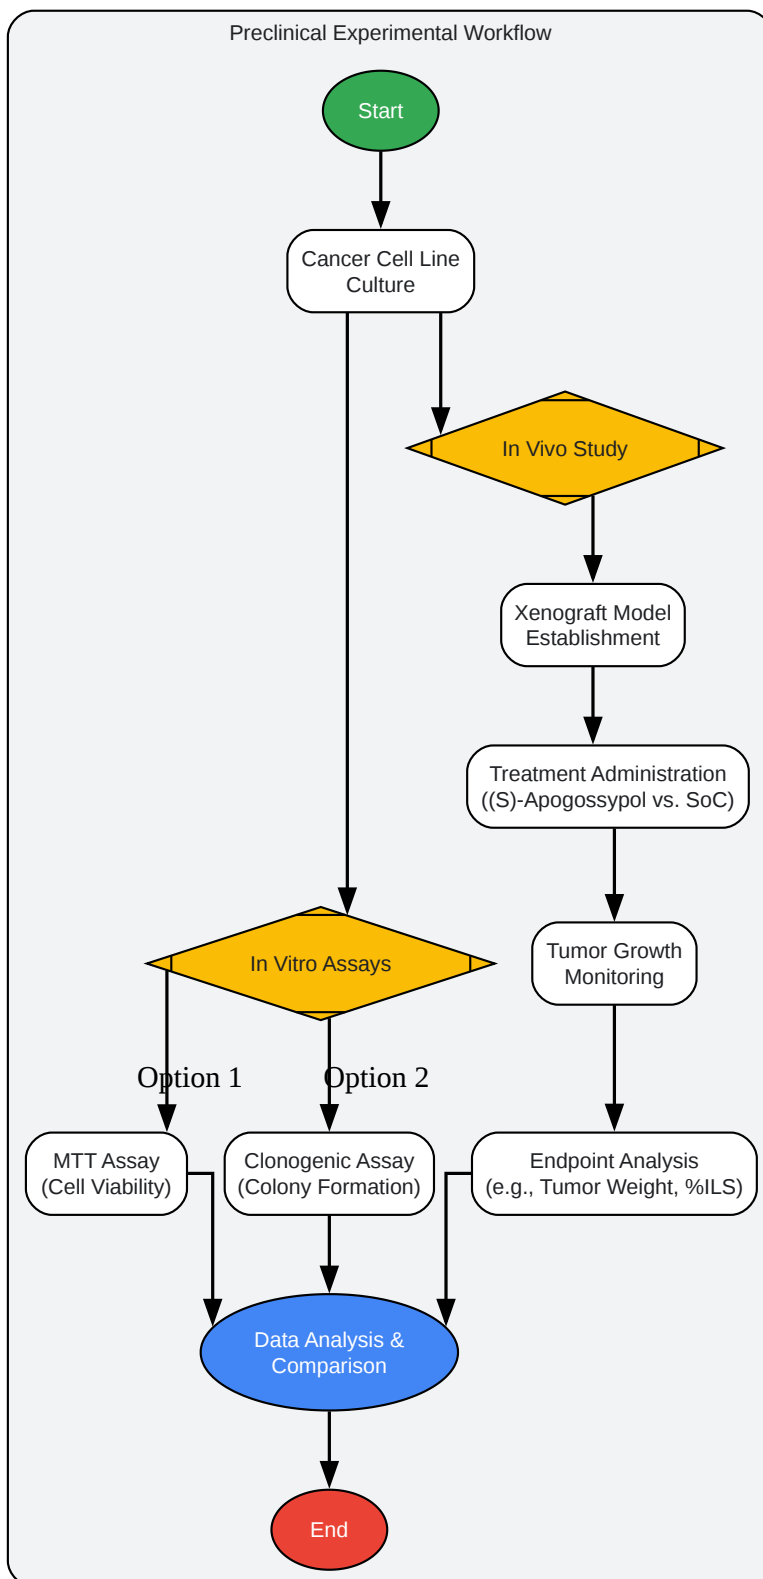 Preclinical Experimental Workflow
Start
Cancer Cell Line
Culture
In Vivo Study
Xenograft Model
Establishment
Treatment Administration
((S)-Apogossypol vs. SoC)
In Vitro Assays
Tumor Growth
Monitoring
Option 1
Option 2
MTT Assay
(Cell Viability)
Clonogenic Assay
(Colony Formation)
Endpoint Analysis
(e.g., Tumor Weight, %ILS)
Data Analysis &
Comparison
End